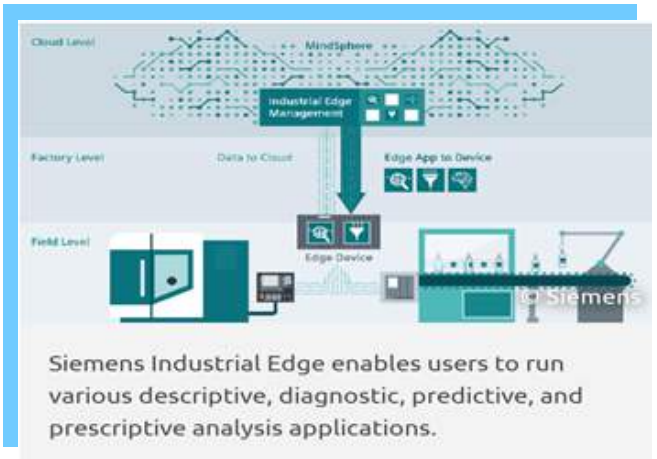 Cloud Level
MindSphere
Industrial Edge
Management
Factory Level
Data to Cloud
Edge App to Device
Field Level
Edge Device
© Siemens
Siemens Industrial Edge enables users to run
various descriptive, diagnostic, predictive, and
prescriptive analysis applications.